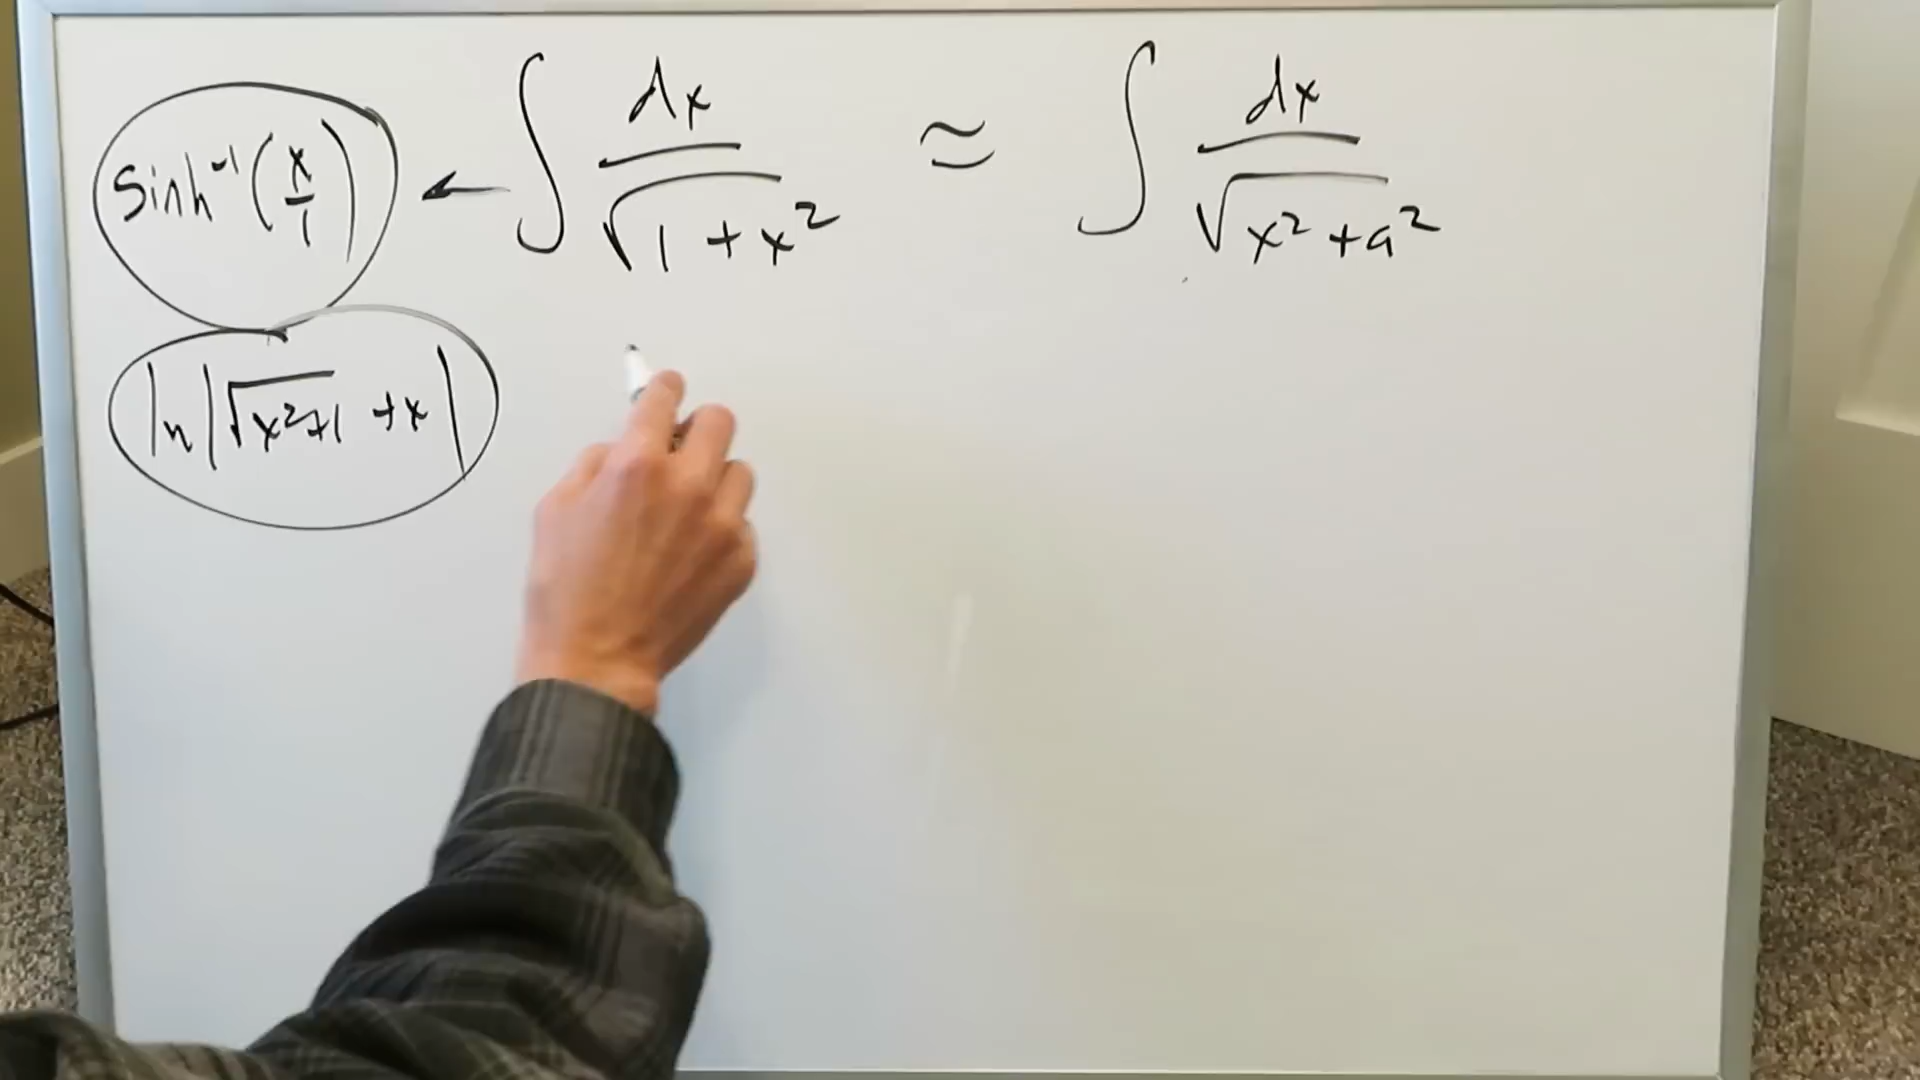 sinh⁻¹(x/1) ← ∫ dx/√(1+x²) ≈ ∫ dx/√(x²+a²)
ln|√(x²+1) +x|